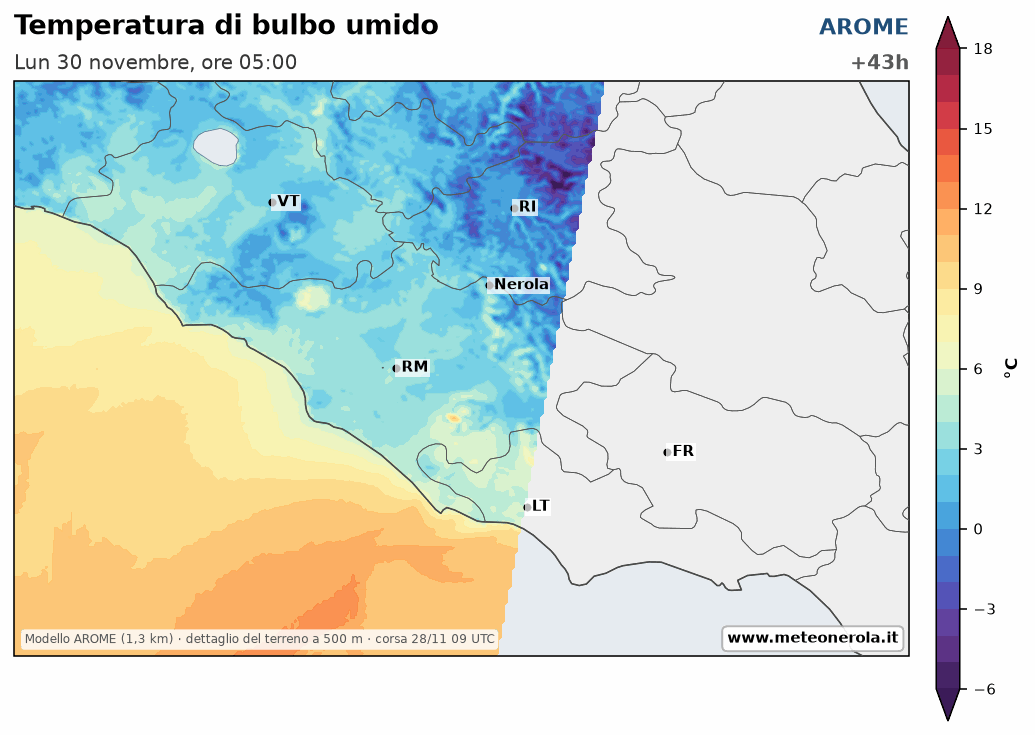 Temperatura di bulbo umido
AROME
Lun 30 novembre, ore 05:00
+43h
VT
RI
Nerola
RM
FR
LT
Modello AROME (1,3 km) · dettaglio del terreno a 500 m · corsa 28/11 09 UTC
www.meteonerola.it
18
15
12
9
6
3
0
−3
−6
°C